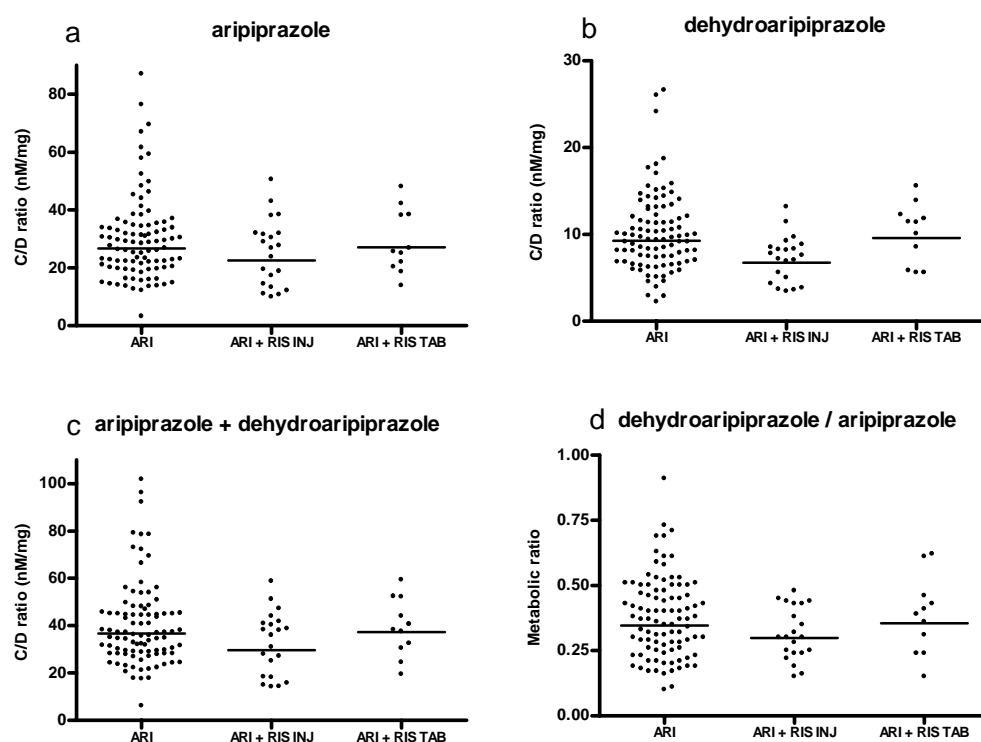 a aripiprazole
80
60
40
20
0
C/D ratio (nM/mg)
ARI ARI + RIS INJ ARI + RIS TAB
b dehydroaripiprazole
30
20
10
0
C/D ratio (nM/mg)
ARI ARI + RIS INJ ARI + RIS TAB
c aripiprazole + dehydroaripiprazole
100
80
60
40
20
0
C/D ratio (nM/mg)
ARI ARI + RIS INJ ARI + RIS TAB
d dehydroaripiprazole / aripiprazole
1.00
0.75
0.50
0.25
0.00
Metabolic ratio
ARI ARI + RIS INJ ARI + RIS TAB